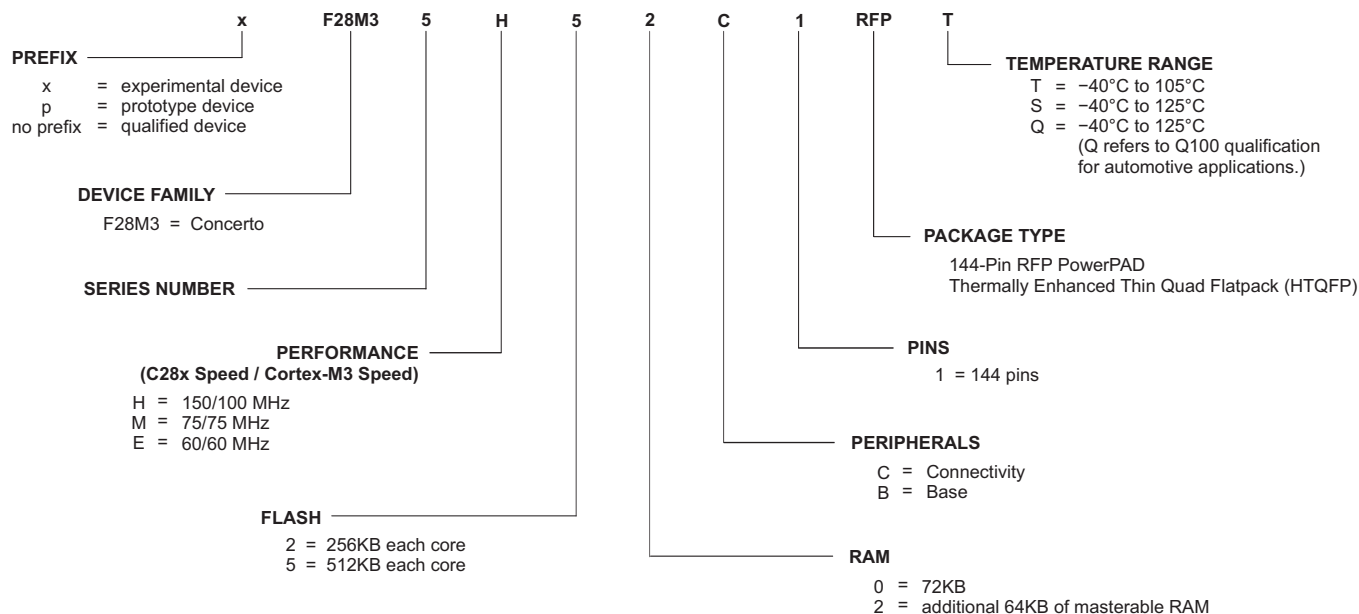 x F28M3 5 H 5 2 C 1 RFP T
PREFIX
x = experimental device
p = prototype device
no prefix = qualified device
TEMPERATURE RANGE
T = −40°C to 105°C
S = −40°C to 125°C
Q = −40°C to 125°C
(Q refers to Q100 qualification
for automotive applications.)
DEVICE FAMILY
F28M3 = Concerto
PACKAGE TYPE
144-Pin RFP PowerPAD
Thermally Enhanced Thin Quad Flatpack (HTQFP)
SERIES NUMBER
PERFORMANCE
(C28x Speed / Cortex-M3 Speed)
H = 150/100 MHz
M = 75/75 MHz
E = 60/60 MHz
PINS
1 = 144 pins
PERIPHERALS
C = Connectivity
B = Base
FLASH
2 = 256KB each core
5 = 512KB each core
RAM
0 = 72KB
2 = additional 64KB of masterable RAM